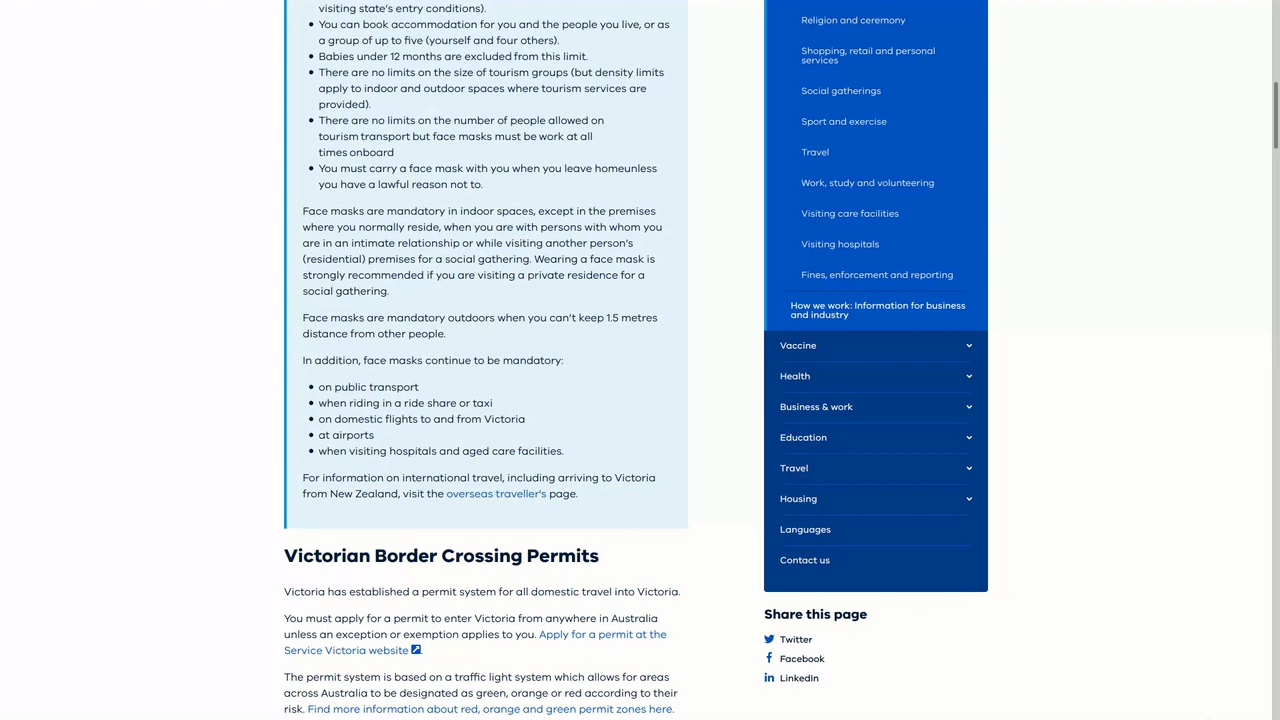 visiting state’s entry conditions).
You can book accommodation for you and the people you live, or as
a group of up to five (yourself and four others).
Babies under 12 months are excluded from this limit.
There are no limits on the size of tourism groups (but density limits
apply to indoor and outdoor spaces where tourism services are
provided).
There are no limits on the number of people allowed on
tourism transport but face masks must be work at all
times onboard
You must carry a face mask with you when you leave homeunless
you have a lawful reason not to.
Face masks are mandatory in indoor spaces, except in the premises
where you normally reside, when you are with persons with whom you
are in an intimate relationship or while visiting another person’s
(residential) premises for a social gathering. Wearing a face mask is
strongly recommended if you are visiting a private residence for a
social gathering.
Face masks are mandatory outdoors when you can’t keep 1.5 metres
distance from other people.
In addition, face masks continue to be mandatory:
on public transport
when riding in a ride share or taxi
on domestic flights to and from Victoria
at airports
when visiting hospitals and aged care facilities.
For information on international travel, including arriving to Victoria
from New Zealand, visit the overseas traveller's page.
Victorian Border Crossing Permits
Victoria has established a permit system for all domestic travel into Victoria.
You must apply for a permit to enter Victoria from anywhere in Australia
unless an exception or exemption applies to you. Apply for a permit at the
Service Victoria website.
The permit system is based on a traffic light system which allows for areas
across Australia to be designated as green, orange or red according to their
risk. Find more information about red, orange and green permit zones here.
Religion and ceremony
Shopping, retail and personal
services
Social gatherings
Sport and exercise
Travel
Work, study and volunteering
Visiting care facilities
Visiting hospitals
Fines, enforcement and reporting
How we work: Information for business
and industry
Vaccine
Health
Business & work
Education
Travel
Housing
Languages
Contact us
Share this page
Twitter
Facebook
LinkedIn